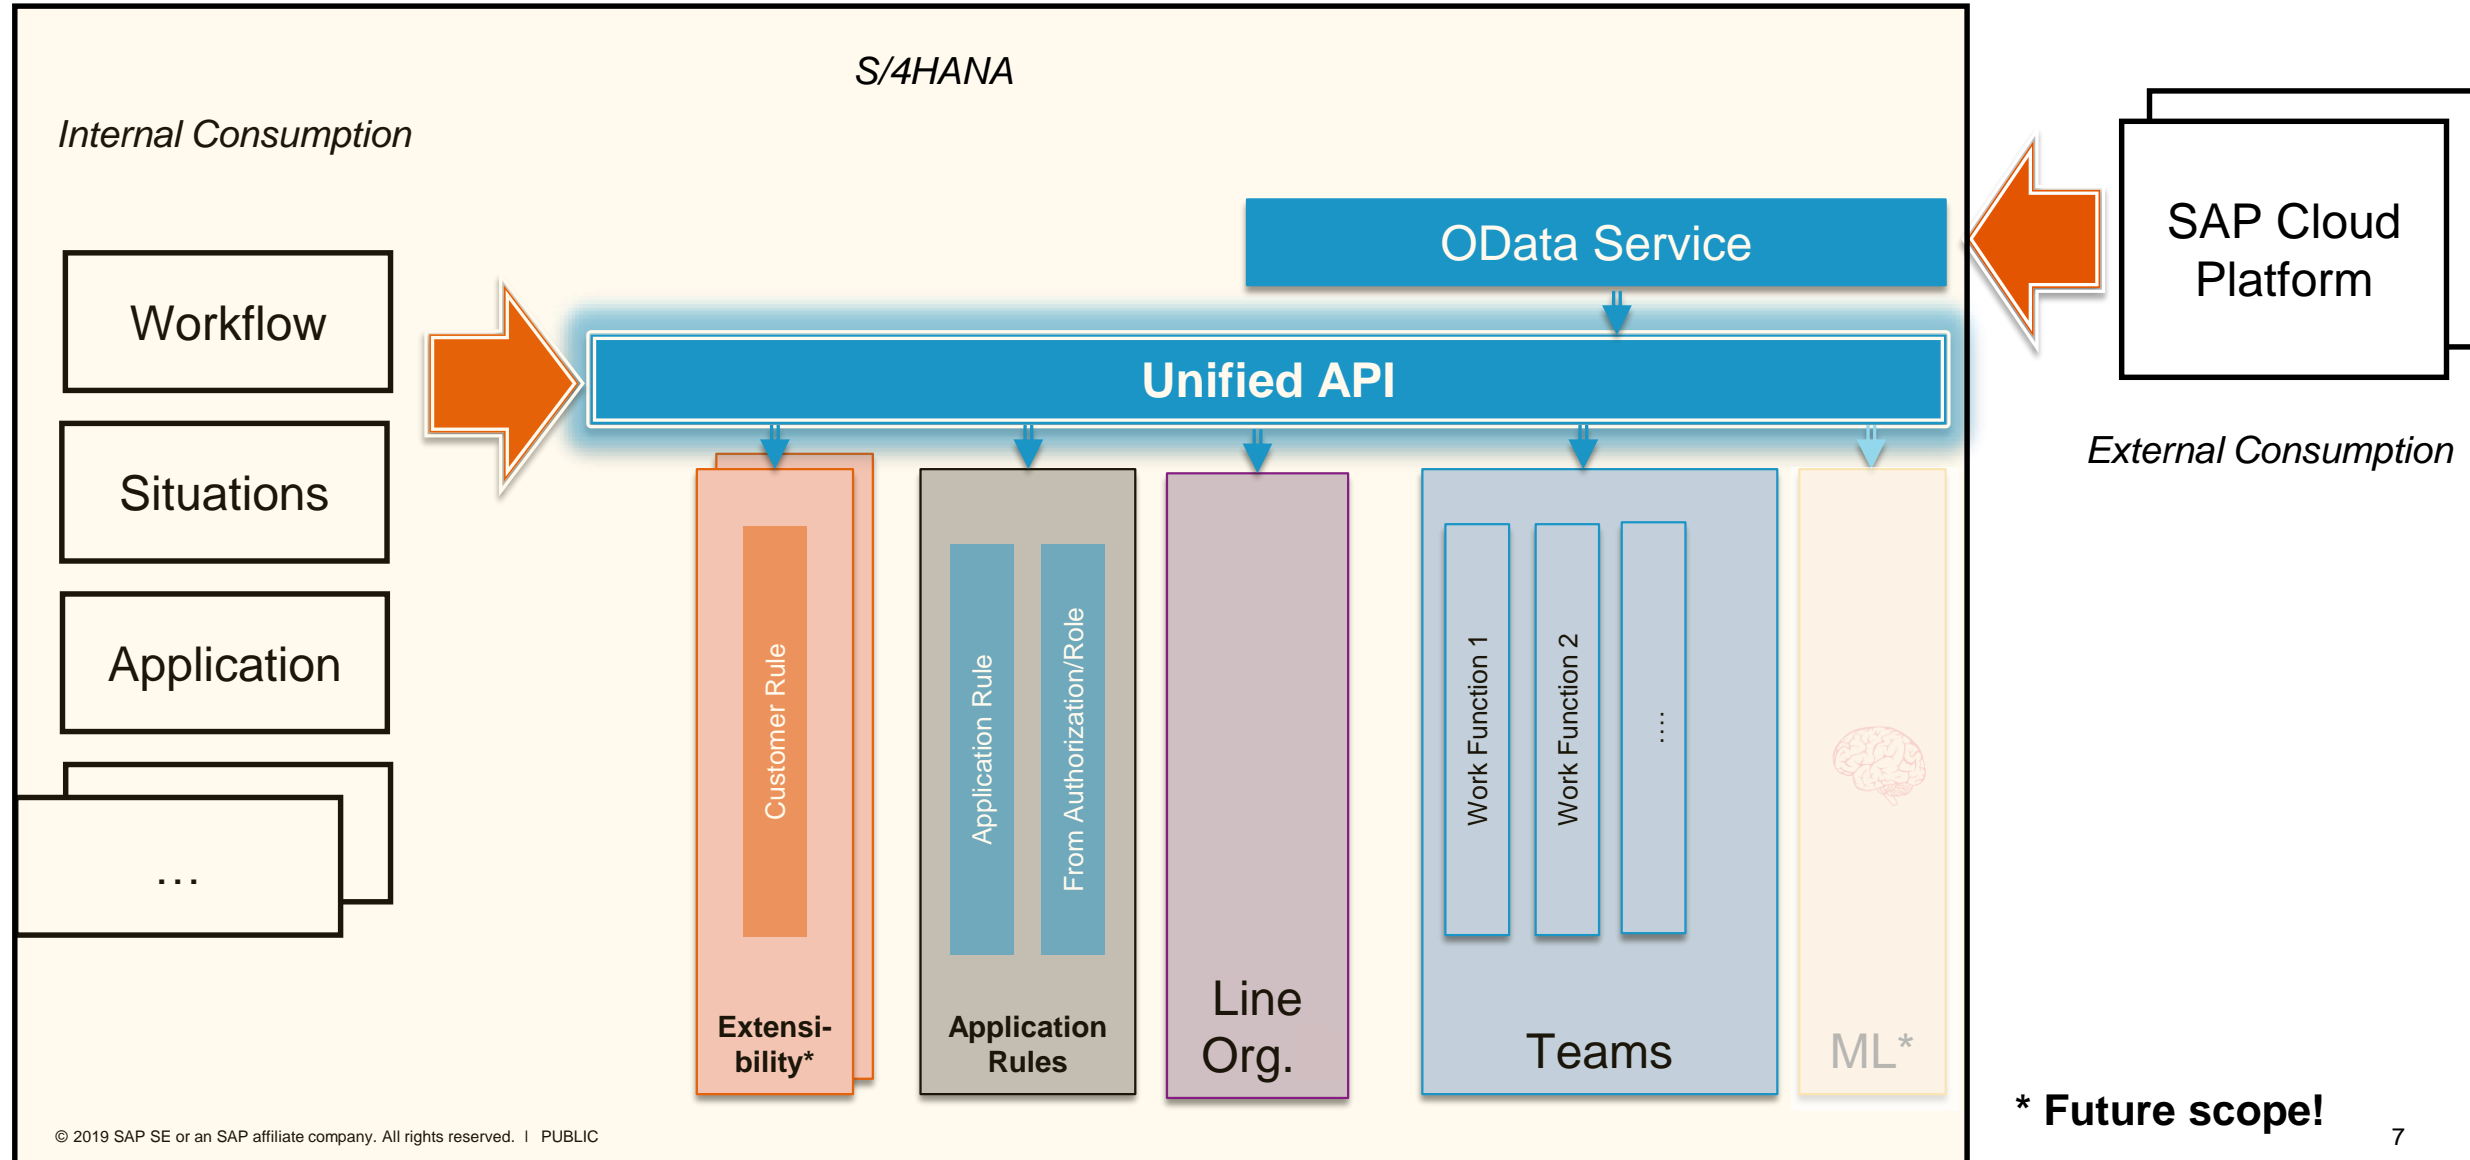 S/4HANA
Internal Consumption
Workflow
Situations
Application
…
OData Service
Unified API
SAP Cloud
Platform
External Consumption
Customer Rule
Extensi-
bility*
Application Rule
From Authorization/Role
Application
Rules
Line
Org.
Work Function 1
Work Function 2
....
Teams
ML*
* Future scope!
© 2019 SAP SE or an SAP affiliate company. All rights reserved. ǀ PUBLIC
7